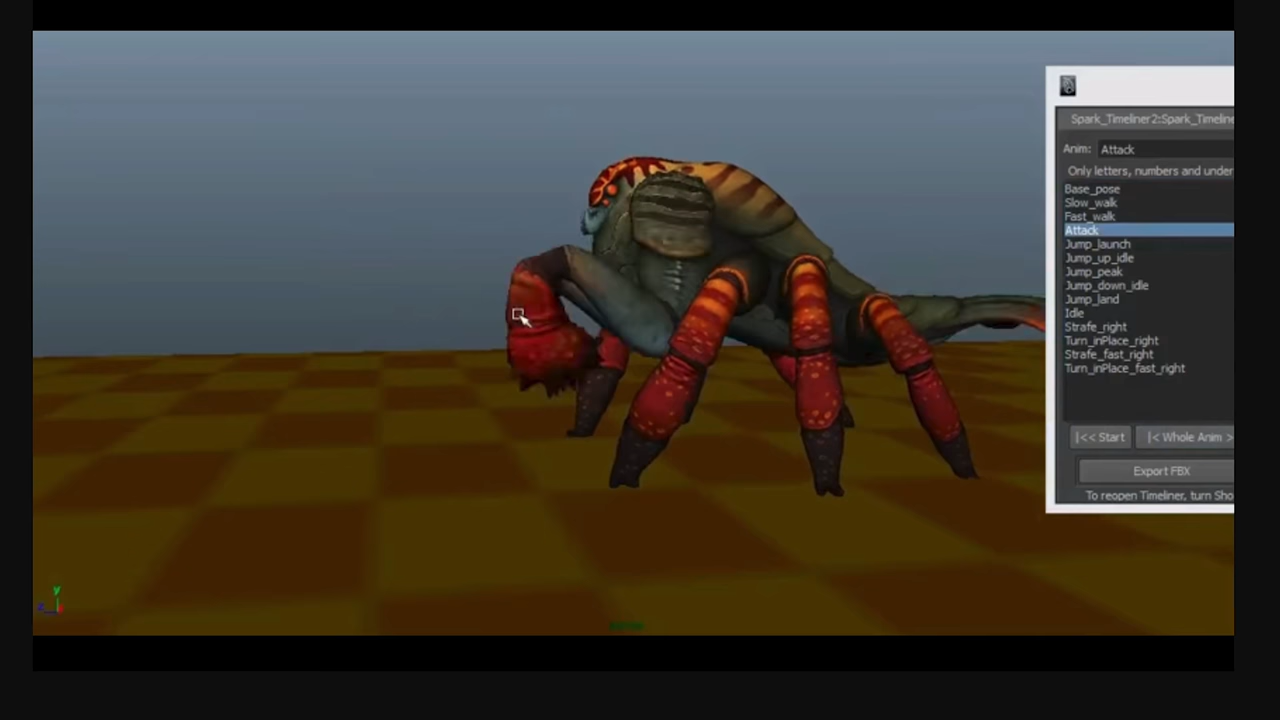 Spark_Timeliner2:Spark_Timeline
Anim: Attack
Only letters, numbers and under
Base_pose
Slow_walk
Fast_walk
Attack
Jump_launch
Jump_up_idle
Jump_peak
Jump_down_idle
Jump_land
Idle
Strafe_right
Turn_inPlace_right
Strafe_fast_right
Turn_inPlace_fast_right
|<< Start |< Whole Anim >
Export FBX
To reopen Timeliner, turn Sho
y
z